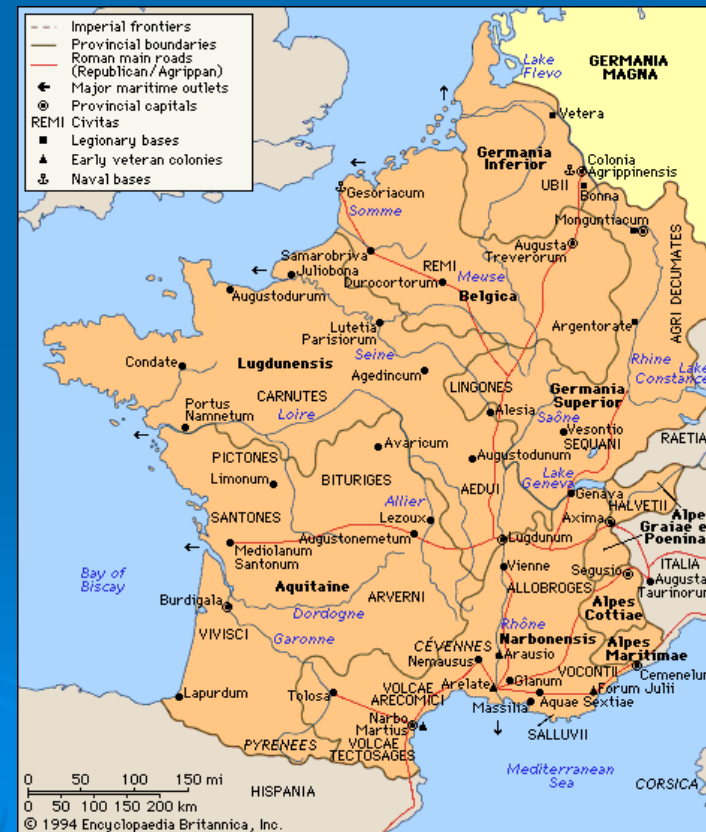 Imperial frontiers
Provincial boundaries
Roman main roads
(Republican/Agrippan)
Major maritime outlets
Provincial capitals
REMI Civitas
Legionary bases
Early veteran colonies
Naval bases
Lake
Flevo
GERMANIA
MAGNA
Vetera
Germania
Inferior
Colonia
Agrippinensis
UBII
Bonna
Gesoriacum
Somme
Monguntiacum
Samarobriva
Augusta
Treverorum
Juliobona
REMI
Meuse
Durocortorum
Belgica
AGRI DECUMATES
Augustodurum
Lutetia
Parisiorum
Argentorate
Seine
Rhine
Condate
Lugdunensis
Agedincum
Lake
Constance
LINGONES
Germania
Superior
Portus
Namnetum
CARNUTES
Loire
Alesia
Saône
Vesontio
SEQUANI
Avaricum
RAETIA
PICTONES
Augustodunum
Limonum
BITURIGES
Lake
Geneva
AEDUI
Allier
Genava
HALVETII
SANTONES
Lezoux
Axima
Alpes
Graiae et
Poenina
Augustonemetum
Lugdunum
Mediolanum
Santonum
Vienne
ITALIA
Segusio
Bay of
Biscay
Aquitaine
ALLOBROGES
Augusta
Taurinorum
Burdigala
ARVERNI
Alpes
Cottiae
Dordogne
Rhône
VIVISCI
Garonne
Narbonensis
CÉVENNES
Arausio
Alpes
Maritimae
Nemausus
VOCONTII
Cemenelum
Lapurdum
Tolosa
VOLCAE
ARECOMICI
Arelate
Glanum
Forum Julii
Massilia
Aquae Sextiae
Narbo
Martius
SALLUVII
PYRENEES
VOLCAE
TECTOSAGES
Mediterranean
Sea
CORSICA
HISPANIA
0 50 100 150 mi
0 50 100 150 200 km
© 1994 Encyclopaedia Britannica, Inc.